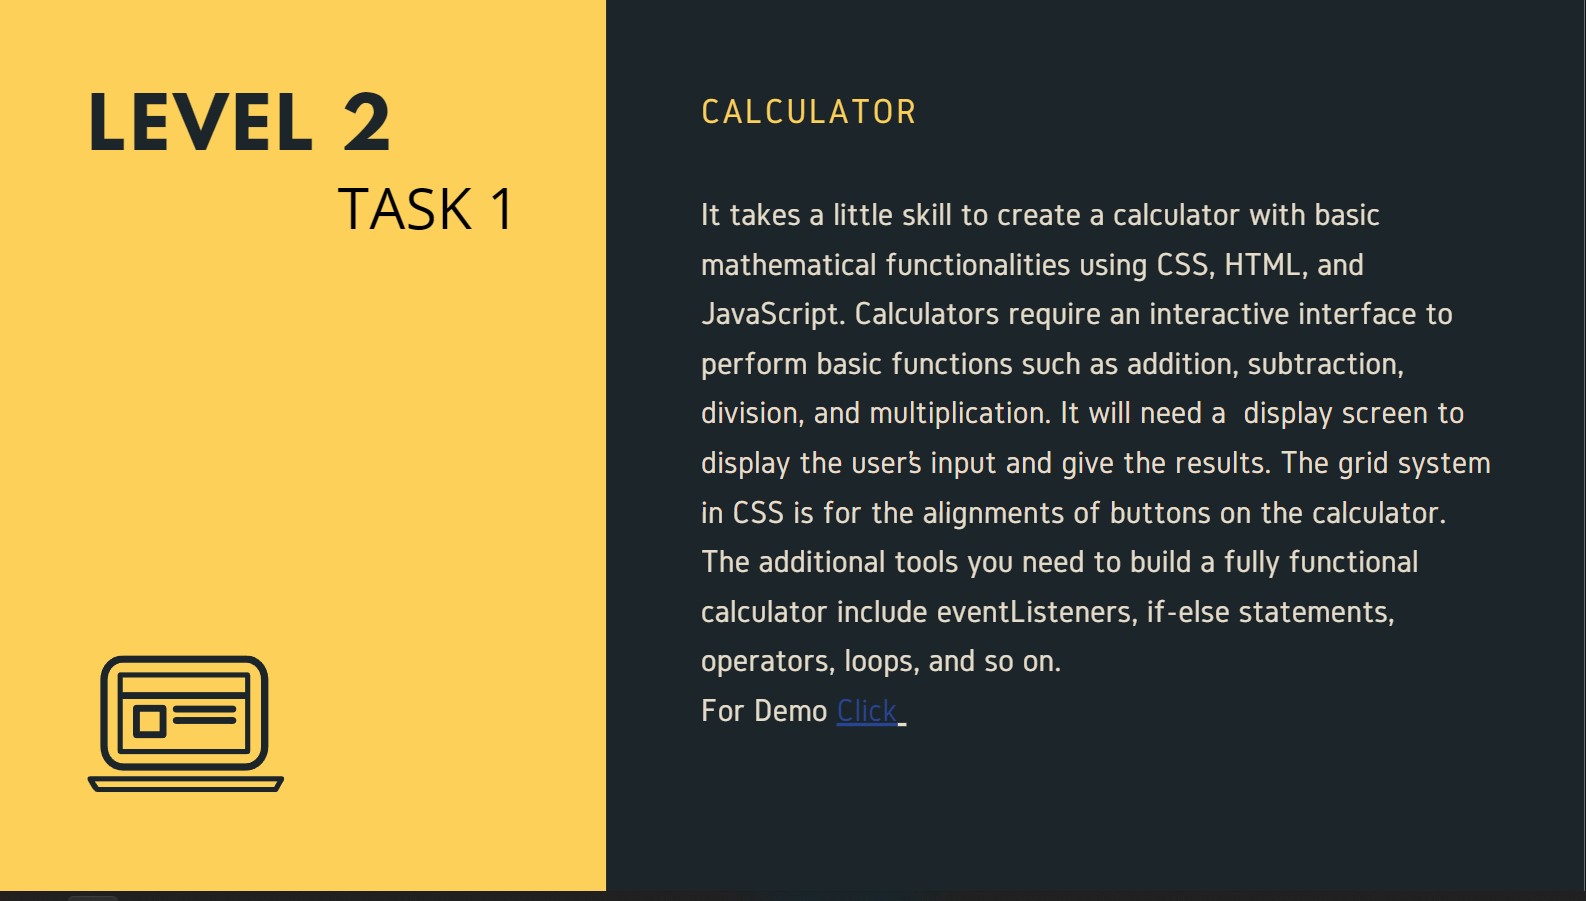 LEVEL 2
TASK 1
CALCULATOR
It takes a little skill to create a calculator with basic
mathematical functionalities using CSS, HTML, and
JavaScript. Calculators require an interactive interface to
perform basic functions such as addition, subtraction,
division, and multiplication. It will need a  display screen to
display the user's input and give the results. The grid system
in CSS is for the alignments of buttons on the calculator.
The additional tools you need to build a fully functional
calculator include eventListeners, if-else statements,
operators, loops, and so on.
For Demo Click